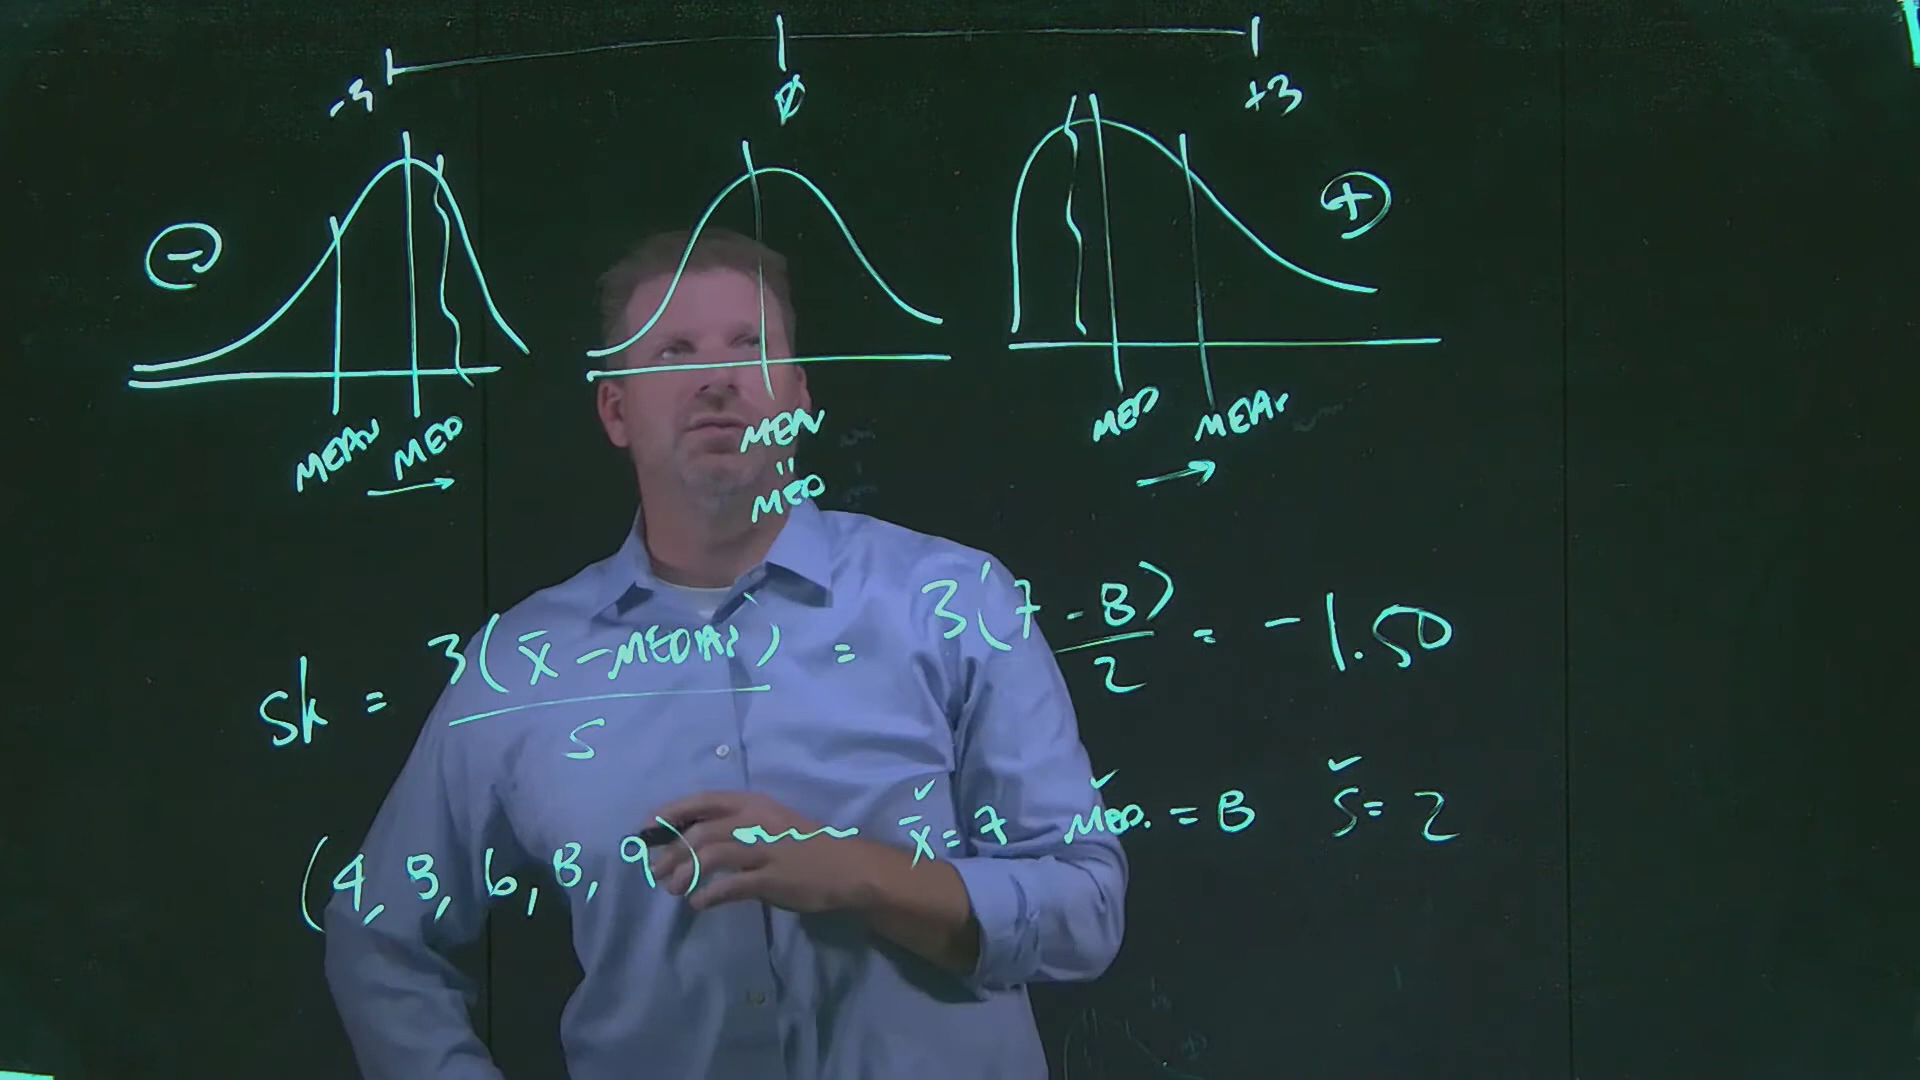 -3 0 +3
- +
MEAN MED
MEAN
=
MED
MED MEAN
Sk = 3(x̄ - MEDIAN) / s = 3(7 - 8) / 2 = -1.50
(4, 8, 6, 8, 9) x̄ = 7 MED. = 8 s = 2